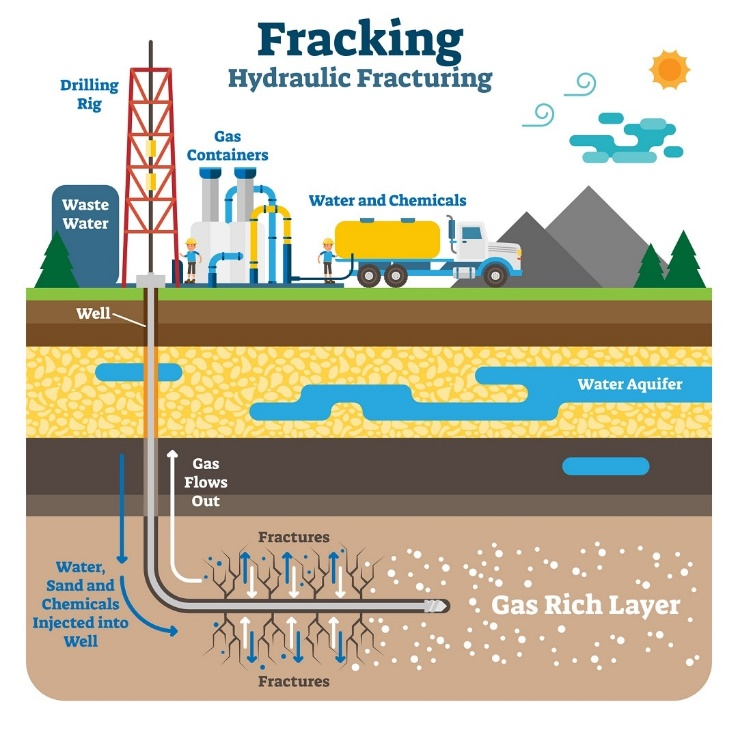 Fracking
Hydraulic Fracturing
Drilling
Rig
Gas
Containers
Waste
Water
Water and Chemicals
Well
Water Aquifer
Gas
Flows
Out
Fractures
Water,
Sand and
Chemicals
Injected into
Well
Gas Rich Layer
Fractures